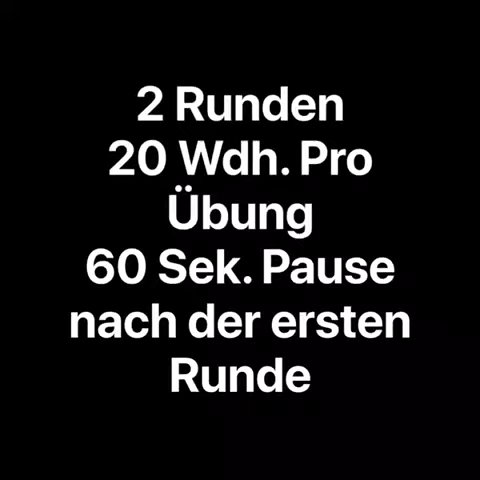 2 Runden
20 Wdh. Pro
Übung
60 Sek. Pause
nach der ersten
Runde